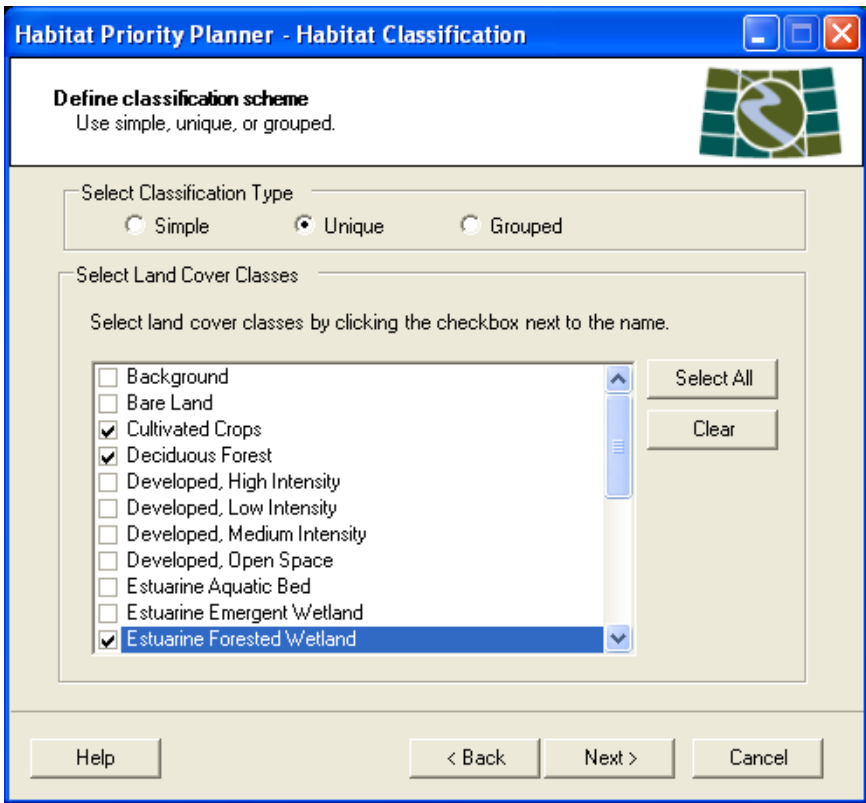 Habitat Priority Planner - Habitat Classification
Define classification scheme
Use simple, unique, or grouped.
Select Classification Type
Simple Unique Grouped
Select Land Cover Classes
Select land cover classes by clicking the checkbox next to the name.
Background
Bare Land
Cultivated Crops
Deciduous Forest
Developed, High Intensity
Developed, Low Intensity
Developed, Medium Intensity
Developed, Open Space
Estuarine Aquatic Bed
Estuarine Emergent Wetland
Estuarine Forested Wetland
Select All
Clear
Help < Back Next > Cancel